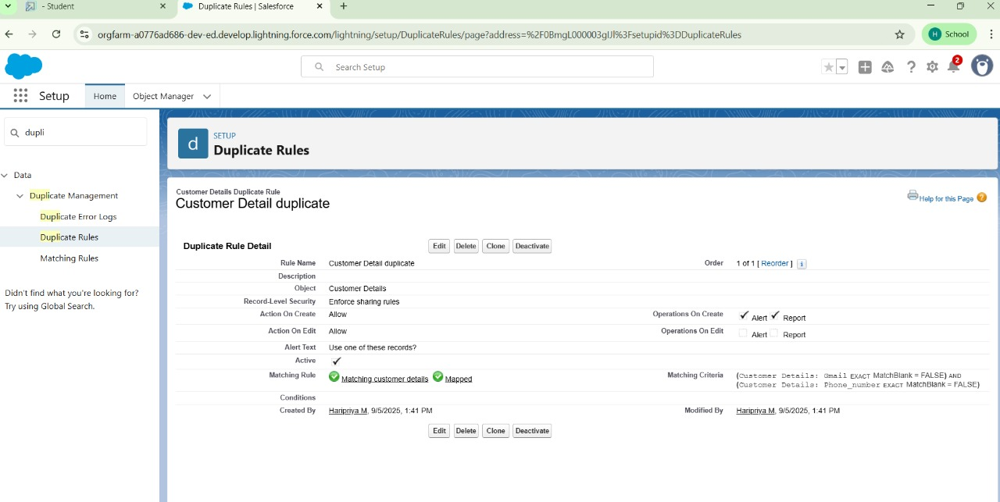 - Student
Duplicate Rules | Salesforce
orgfarm-a0776ad686-dev-ed.develop.lightning.force.com/lightning/setup/DuplicateRules/page?address=%2F0BmgL000003glJl%3Fsetupid%3DDuplicateRules
H School
Search Setup
2
Setup Home Object Manager
dupli
SETUP
d Duplicate Rules
Data
Duplicate Management
Duplicate Error Logs
Duplicate Rules
Matching Rules
Didn't find what you're looking for?
Try using Global Search.
Customer Details Duplicate Rule
Customer Detail duplicate
Help for this Page ?
Duplicate Rule Detail Edit Delete Clone Deactivate
Rule Name Customer Detail duplicate Order 1 of 1 [ Reorder ] i
Description
Object Customer Details
Record-Level Security Enforce sharing rules
Action On Create Allow Operations On Create Alert Report
Action On Edit Allow Operations On Edit Alert Report
Alert Text Use one of these records?
Active
Matching Rule Matching customer details Mapped Matching Criteria (Customer Details: Gmail EXACT MatchBlank = FALSE) AND
(Customer Details: Phone_number EXACT MatchBlank = FALSE)
Conditions
Created By Haripriya M, 9/5/2025, 1:41 PM Modified By Haripriya M, 9/5/2025, 1:41 PM
Edit Delete Clone Deactivate